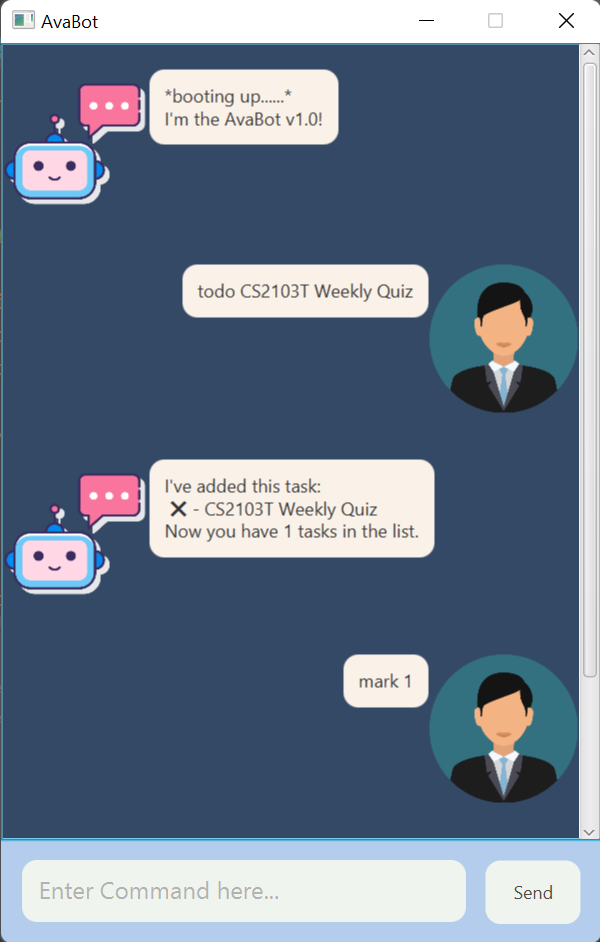 AvaBot
*booting up......*
I'm the AvaBot v1.0!
todo CS2103T Weekly Quiz
I've added this task:
❌ - CS2103T Weekly Quiz
Now you have 1 tasks in the list.
mark 1
Enter Command here...
Send